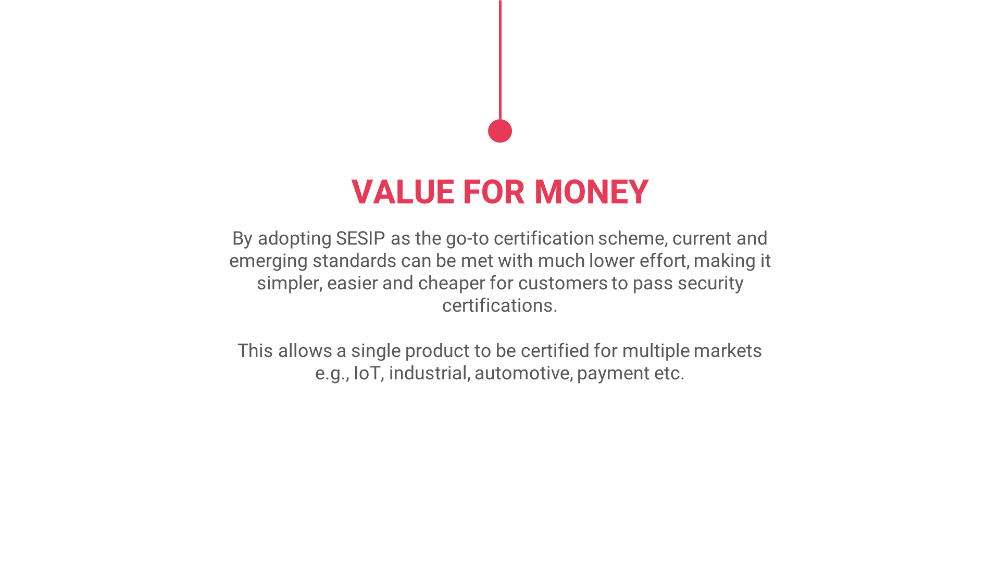 VALUE FOR MONEY
By adopting SESIP as the go-to certification scheme, current and
emerging standards can be met with much lower effort, making it
simpler, easier and cheaper for customers to pass security
certifications.
This allows a single product to be certified for multiple markets
e.g., IoT, industrial, automotive, payment etc.